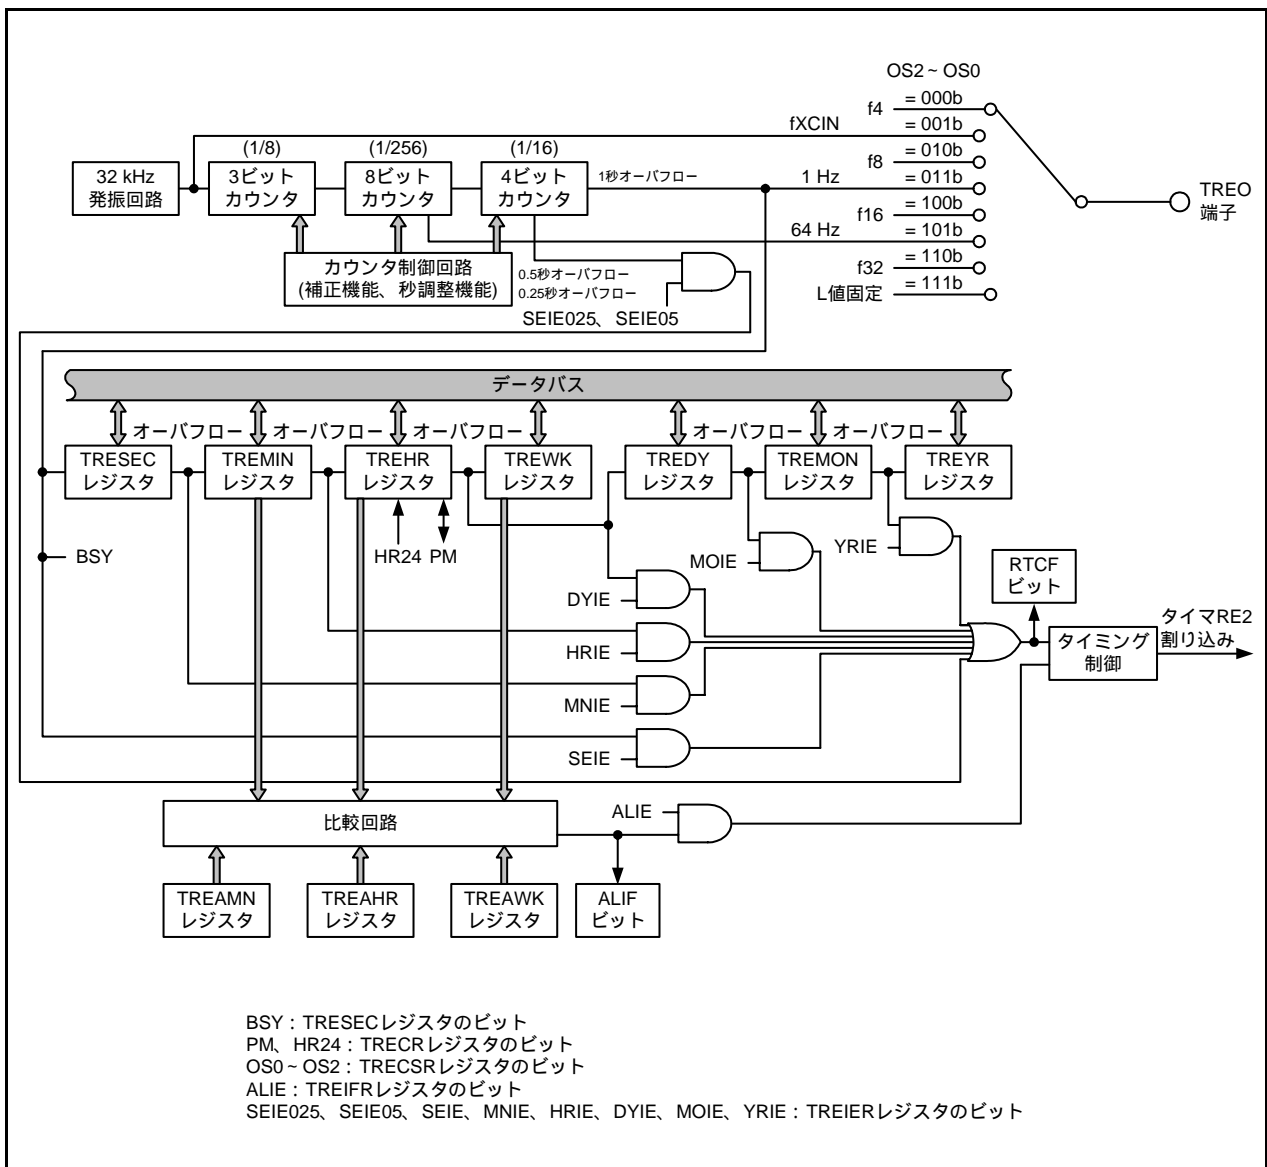 OS2 ~ OS0
f4 = 000b
fXCIN = 001b
f8 = 010b
1 Hz = 011b
f16 = 100b
64 Hz = 101b
f32 = 110b
L値固定 = 111b
TREO
端子
(1/8)
(1/256)
(1/16)
32 kHz
発振回路
3ビット
カウンタ
8ビット
カウンタ
4ビット
カウンタ
1秒オーバフロー
カウンタ制御回路
(補正機能、秒調整機能)
0.5秒オーバフロー
0.25秒オーバフロー
SEIE025、SEIE05
データバス
オーバフロー オーバフロー オーバフロー オーバフロー オーバフロー
TRESEC
レジスタ
TREMIN
レジスタ
TREHR
レジスタ
TREWK
レジスタ
TREDY
レジスタ
TREMON
レジスタ
TREYR
レジスタ
BSY
HR24 PM
MOIE
YRIE
DYIE
HRIE
MNIE
SEIE
RTCF
ビット
タイミング
制御
タイマRE2
割り込み
比較回路
ALIE
TREAMN
レジスタ
TREAHR
レジスタ
TREAWK
レジスタ
ALIF
ビット
BSY : TRESECレジスタのビット
PM、HR24 : TRECRレジスタのビット
OS0 ~ OS2 : TRECSRレジスタのビット
ALIE : TREIFRレジスタのビット
SEIE025、SEIE05、SEIE、MNIE、HRIE、DYIE、MOIE、YRIE : TREIERレジスタのビット